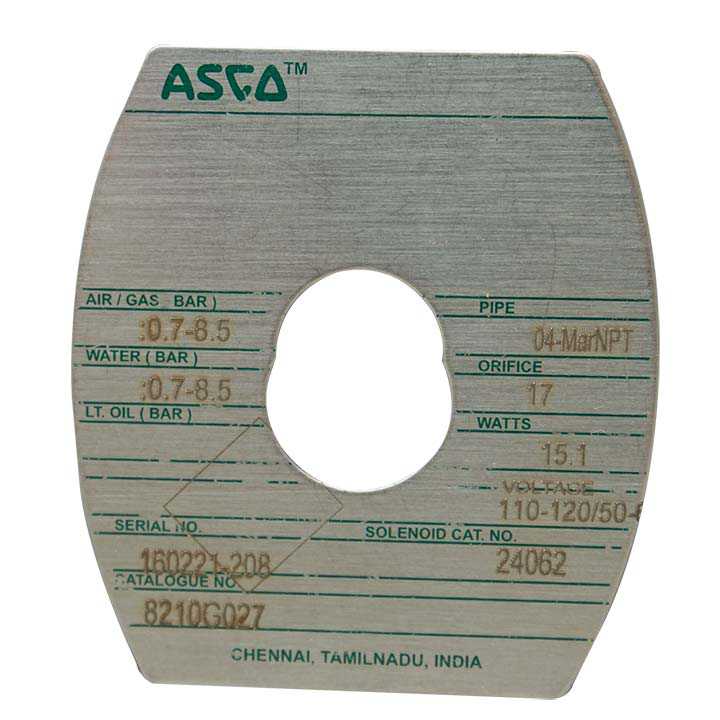 ASCO™
AIR / GAS BAR )
:0.7-8.5
WATER ( BAR )
:0.7-8.5
LT. OIL ( BAR )
PIPE
04-MarNPT
ORIFICE
17
WATTS
15.1
VOLTAGE
110-120/50-
SERIAL NO.
160221-208
SOLENOID CAT. NO.
24062
CATALOGUE NO
8210G027
CHENNAI, TAMILNADU, INDIA